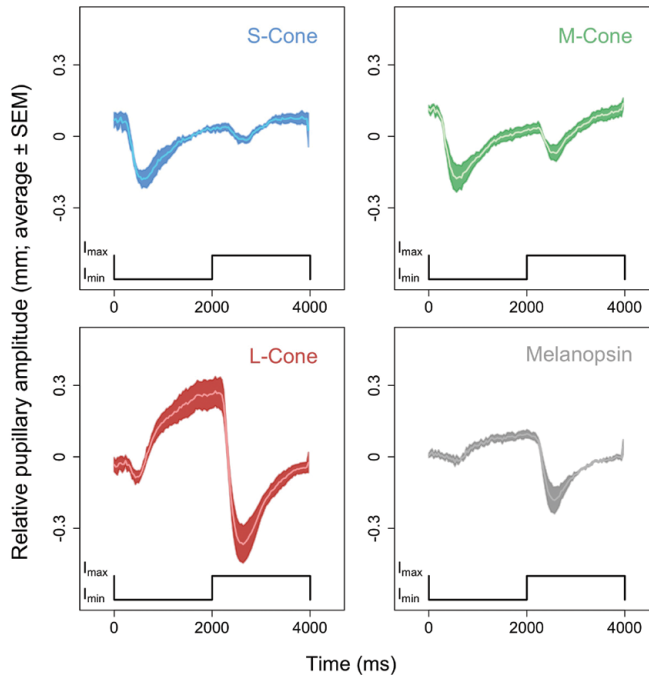 Relative pupillary amplitude (mm; average ± SEM)
S-Cone
0.3
0
-0.3
Imax
Imin
0 2000 4000
M-Cone
0.3
0
-0.3
Imax
Imin
0 2000 4000
L-Cone
0.3
0
-0.3
Imax
Imin
0 2000 4000
Melanopsin
0.3
0
-0.3
Imax
Imin
0 2000 4000
Time (ms)